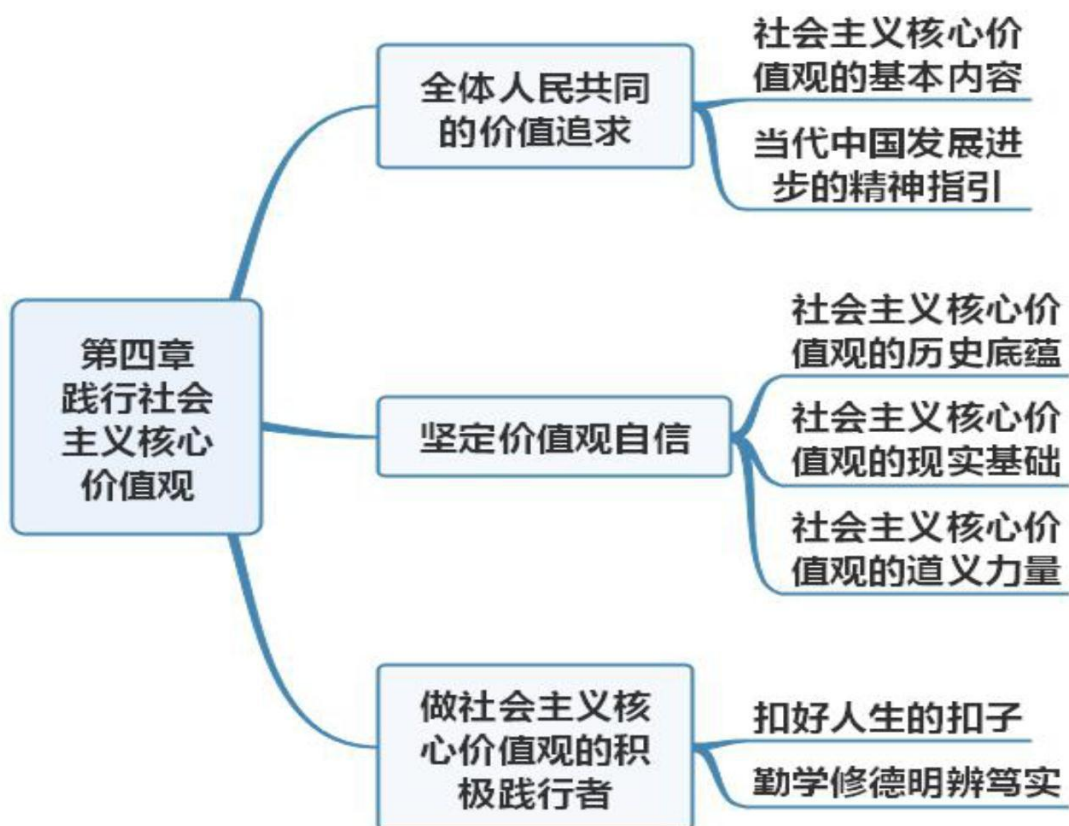 第四章
践行社会
主义核心
价值观
全体人民共同
的价值追求
社会主义核心价
值观的基本内容
当代中国发展进
步的精神指引
坚定价值观自信
社会主义核心价
值观的历史底蕴
社会主义核心价
值观的现实基础
社会主义核心价
值观的道义力量
做社会主义核
心价值观的积
极践行者
扣好人生的扣子
勤学修德明辨笃实